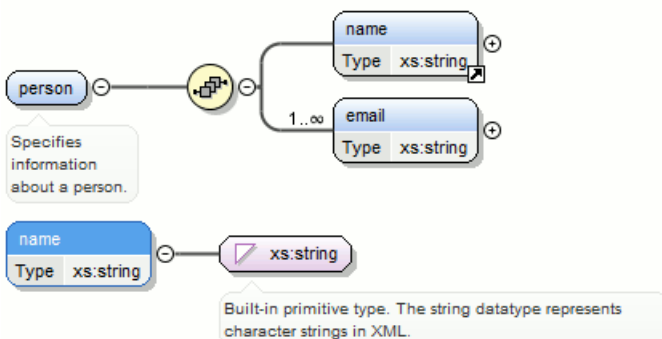 name
Type xs:string
person
1..∞
email
Type xs:string
Specifies
information
about a person.
name
Type xs:string
xs:string
Built-in primitive type. The string datatype represents
character strings in XML.